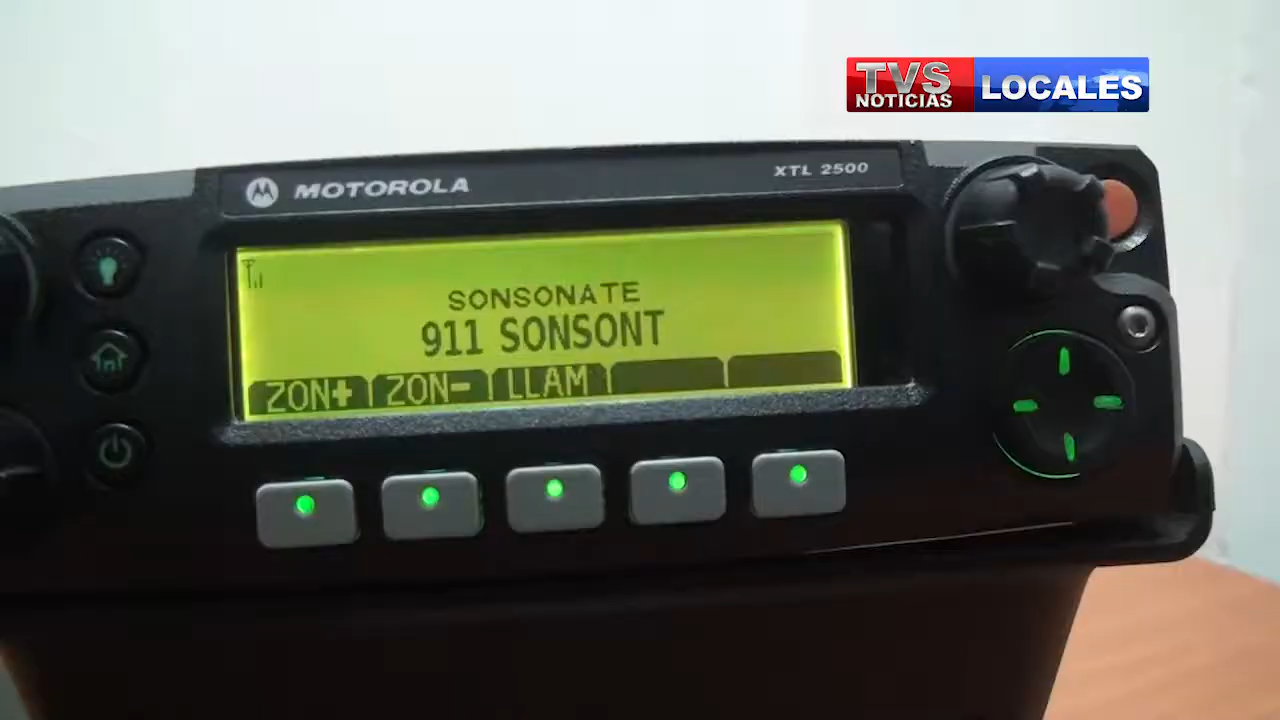 TVS
NOTICIAS
LOCALES
MOTOROLA
XTL 2500
SONSONATE
911 SONSONT
ZON+ ZON- LLAM